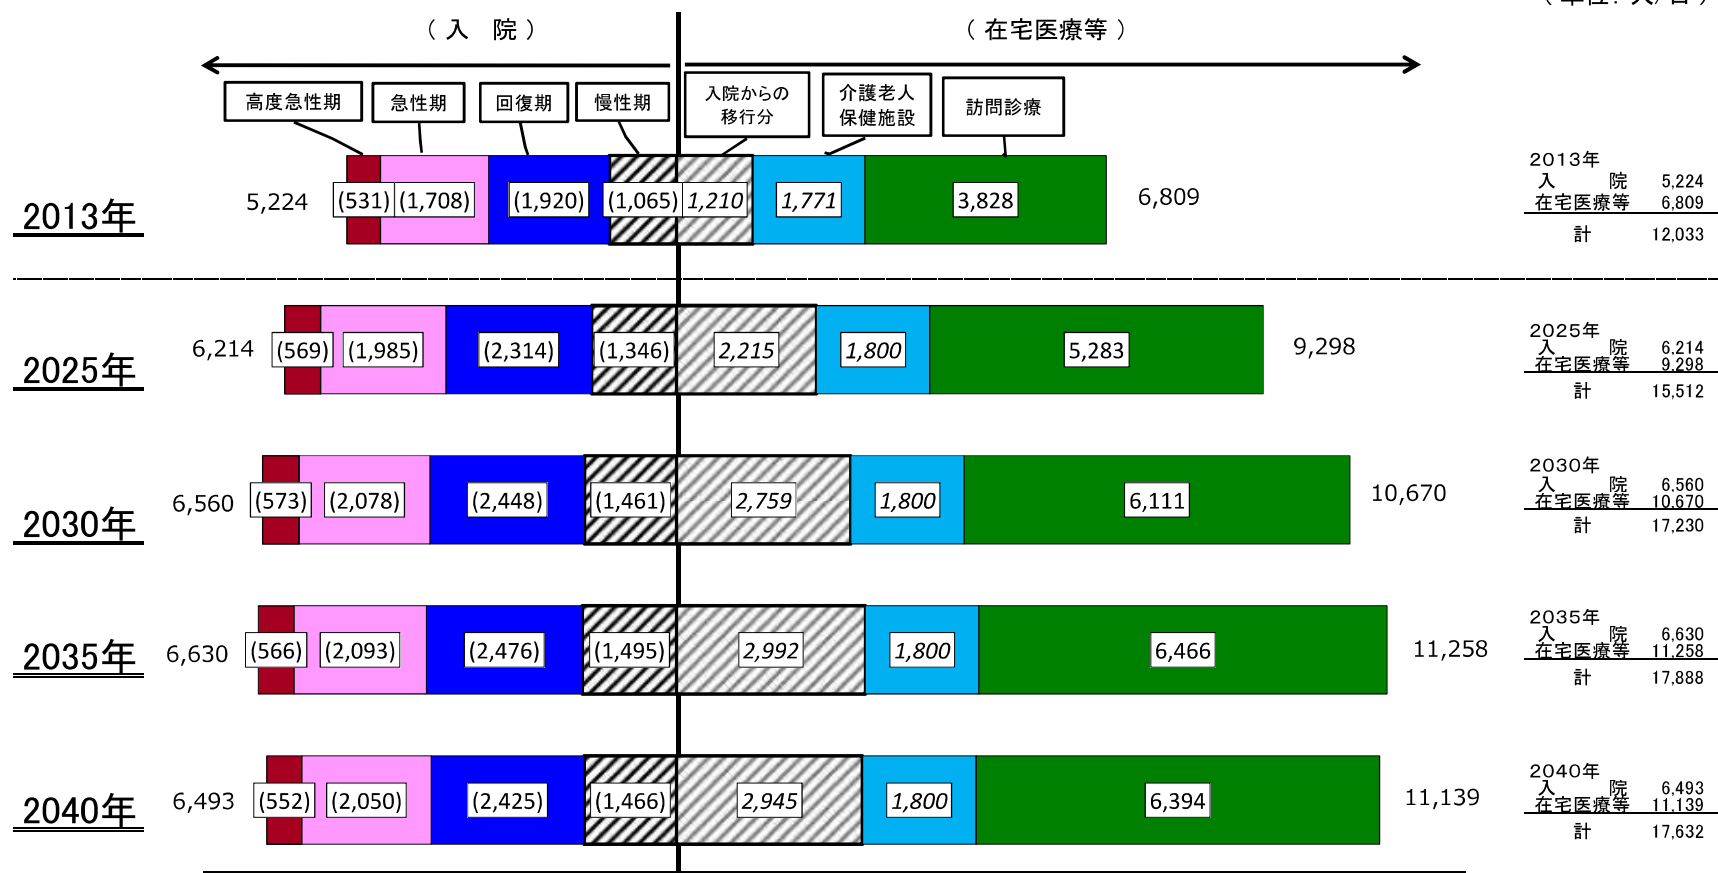 （単位：人/日）
（ 入　院 ）
（ 在宅医療等 ）
高度急性期
急性期
回復期
慢性期
入院からの
移行分
介護老人
保健施設
訪問診療
2013年
5,224
(531)
(1,708)
(1,920)
(1,065)
1,210
1,771
3,828
6,809
2013年
入　　院 5,224
在宅医療等 6,809
計 12,033
2025年
6,214
(569)
(1,985)
(2,314)
(1,346)
2,215
1,800
5,283
9,298
2025年
入　　院 6,214
在宅医療等 9,298
計 15,512
2030年
6,560
(573)
(2,078)
(2,448)
(1,461)
2,759
1,800
6,111
10,670
2030年
入　　院 6,560
在宅医療等 10,670
計 17,230
2035年
6,630
(566)
(2,093)
(2,476)
(1,495)
2,992
1,800
6,466
11,258
2035年
入　　院 6,630
在宅医療等 11,258
計 17,888
2040年
6,493
(552)
(2,050)
(2,425)
(1,466)
2,945
1,800
6,394
11,139
2040年
入　　院 6,493
在宅医療等 11,139
計 17,632